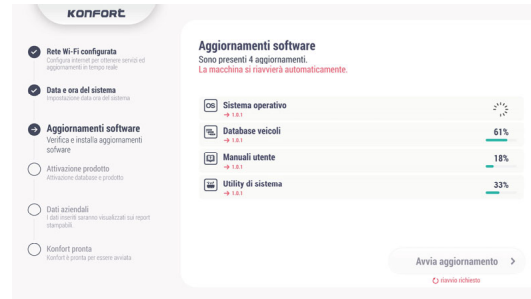 KONFORT
Rete Wi-Fi configurata
Configura internet per ottenere servizi ed
aggiornamenti in tempo reale
Data e ora del sistema
Impostazione data ora del sistema
Aggiornamenti software
Verifica e installa aggiornamenti
sofware
Attivazione prodotto
Attivazione database e prodotto
Dati aziendali
I dati inseriti saranno visualizzati sui report
stampabili.
Konfort pronta
Konfort è pronta per essere avviata
Aggiornamenti software
Sono presenti 4 aggiornamenti.
La macchina si riavvierà automaticamente.
OS Sistema operativo
→ 1.0.1
Database veicoli 61%
→ 1.0.1
Manuali utente 18%
→ 1.0.1
Utility di sistema 33%
→ 1.0.1
Avvia aggiornamento >
riavvio richiesto